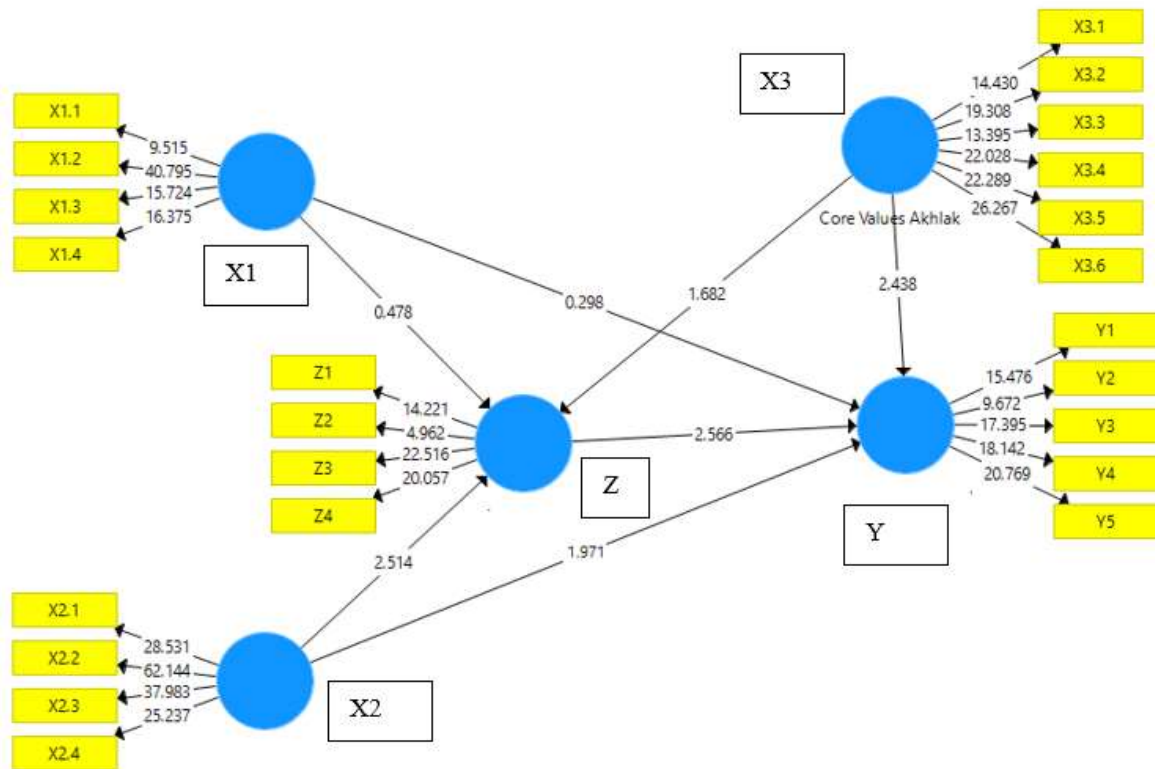 X1.1
X1.2
X1.3
X1.4
9.515
40.795
15.724
16.375
X1
X3
X3.1
X3.2
X3.3
X3.4
X3.5
X3.6
14.430
19.308
13.395
22.028
22.289
26.267
Core Values Akhlak
0.478
0.298
1.682
2.438
Z1
Z2
Z3
Z4
14.221
4.962
22.516
20.057
Z
2.566
Y1
Y2
Y3
Y4
Y5
15.476
9.672
17.395
18.142
20.769
Y
2.514
1.971
X2.1
X2.2
X2.3
X2.4
28.531
62.144
37.983
25.237
X2